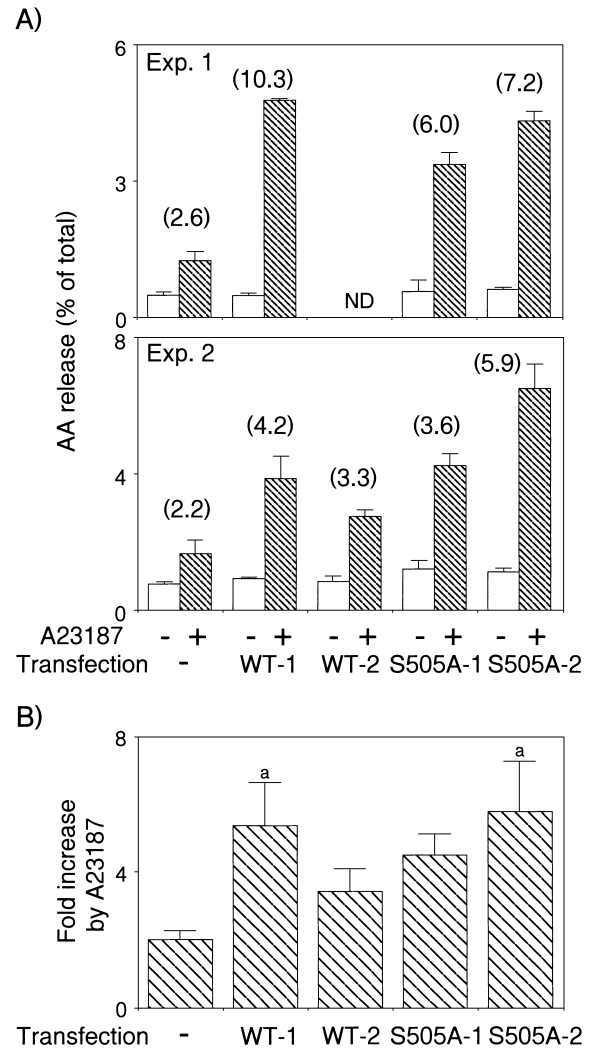 A)
6
Exp. 1
(10.3)
(7.2)
(6.0)
3
(2.6)
ND
0
AA release (% of total)
8
Exp. 2
(5.9)
(4.2)
(3.6)
4
(3.3)
(2.2)
0
A23187 - + - + - + - + - +
Transfection - WT-1 WT-2 S505A-1 S505A-2
B)
8
a
a
4
0
Fold increase
by A23187
Transfection - WT-1 WT-2 S505A-1 S505A-2